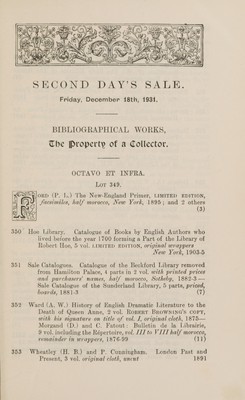 SECOND DAY'S SALE.
Friday, December 18th, 1931.
BIBLIOGRAPHICAL WORKS,
The Property of a Collector.
OCTAVO ET INFRA.
LOT 349.
FORD (P. L.) The New-England Primer, LIMITED EDITION,
facsimiles, half morocco, New York, 1895; and 2 others
(3)
350 Hoe Library. Catalogue of Books by English Authors who
lived before the year 1700 forming a Part of the Library of
Robert Hoe, 5 vol. LIMITED EDITION, original wrappers
New York, 1903-5
351 Sale Catalogues. Catalogue of the Beckford Library removed
from Hamilton Palace, 4 parts in 2 vol. with printed prices
and purchasers' names, half morocco, Sotheby, 1882-3—
Sale Catalogue of the Sunderland Library, 5 parts, priced,
boards, 1881-3 (7)
352 Ward (A. W.) History of English Dramatic Literature to the
Death of Queen Anne, 2 vol. ROBERT BROWNING'S COPY,
with his signature on title of vol. I, original cloth, 1875—
Morgand (D.) and C. Fatout: Bulletin de la Librairie,
9 vol. including the Répertoire, vol. III to VIII half morocco,
remainder in wrappers, 1876-99 (11)
353 Wheatley (H. B.) and P. Cunningham. London Past and
Present, 3 vol. original cloth, uncut 1891